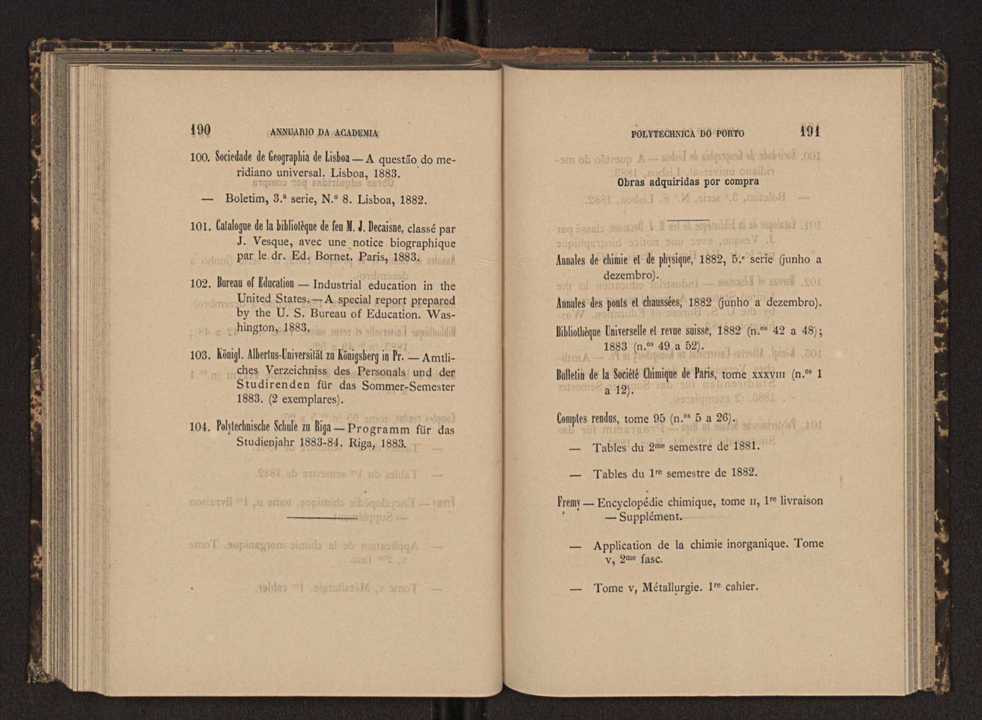 190 ANNUARIO DA ACADEMIA
100. Sociedade de Geographia de Lisboa — A questão do me-
ridiano universal. Lisboa, 1883.
— Boletim, 3.ª serie, N.º 8. Lisboa, 1882.
101. Catalogue de la bibliotèque de feu M. J. Decaisne, classé par
J. Vesque, avec une notice biographique
par le dr. Ed. Bornet. Paris, 1883.
102. Bureau of Education — Industrial education in the
United States. — A special report prepared
by the U. S. Bureau of Education. Was-
hington, 1883.
103. Königl. Albertus-Universität zu Königsberg in Pr. — Amtli-
ches Verzeichniss des Personals und der
Studirenden für das Sommer-Semester
1883. (2 exemplares).
104. Polytechnische Schule zu Riga — Programm für das
Studienjahr 1883-84. Riga, 1883.
POLYTECHNICA DO PORTO 191
Obras adquiridas por compra
Annales de chimie et de physique, 1882, 5.ª serie (junho a
dezembro).
Annales des ponts et chaussées, 1882 (junho a dezembro).
Bibliothèque Universelle et revue suisse, 1882 (n.ºˢ 42 a 48);
1883 (n.ºˢ 49 a 52).
Bulletin de la Société Chimique de Paris, tome XXXVIII (n.ºˢ 1
a 12).
Comptes rendus, tome 95 (n.ºˢ 5 a 26).
— Tables du 2ᵐᵉ semestre de 1881.
— Tables du 1ʳᵉ semestre de 1882.
Fremy — Encyclopédie chimique, tome II, 1ʳᵉ livraison
— Supplément.
— Application de la chimie inorganique. Tome
V, 2ᵐᵉ fasc.
— Tome V, Métallurgie. 1ʳᵉ cahier.